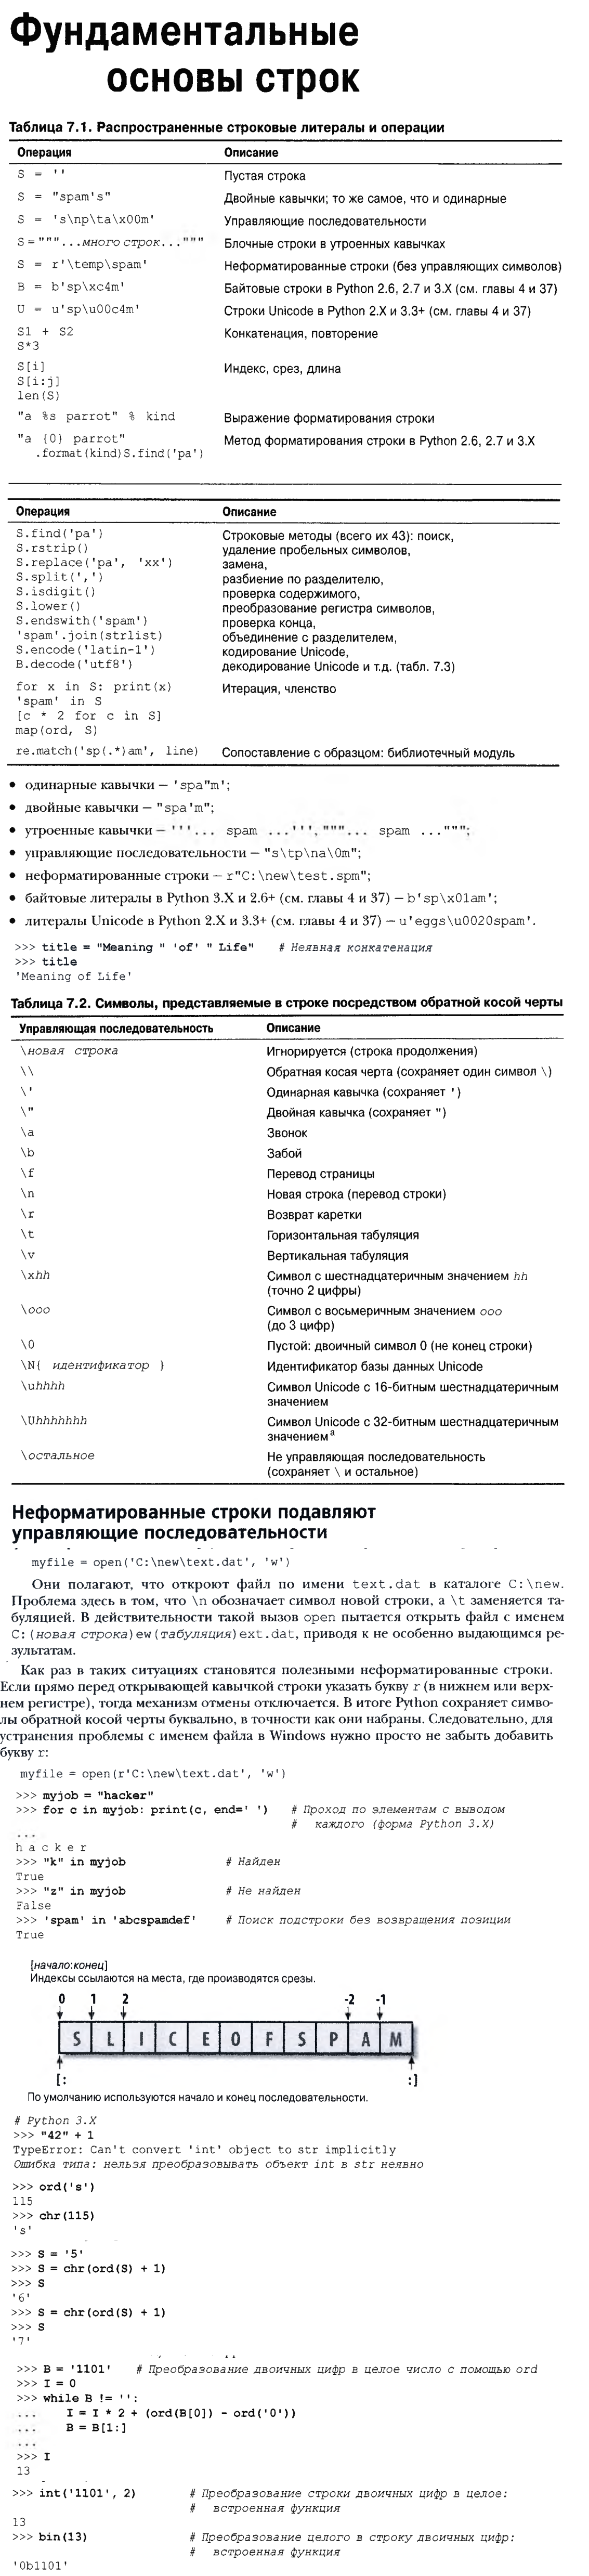 Фундаментальные
основы строк
Таблица 7.1. Распространенные строковые литералы и операции
Операция Описание
S = '' Пустая строка
S = "spam's" Двойные кавычки; то же самое, что и одинарные
S = 's\np\ta\x00m' Управляющие последовательности
S = """...много строк...""" Блочные строки в утроенных кавычках
S = r'\temp\spam' Неформатированные строки (без управляющих символов)
B = b'sp\xc4m' Байтовые строки в Python 2.6, 2.7 и 3.X (см. главы 4 и 37)
U = u'sp\u00c4m' Строки Unicode в Python 2.X и 3.3+ (см. главы 4 и 37)
S1 + S2 Конкатенация, повторение
S*3
S[i] Индекс, срез, длина
S[i:j]
len(S)
"a %s parrot" % kind Выражение форматирования строки
"a {0} parrot" Метод форматирования строки в Python 2.6, 2.7 и 3.X
.format(kind)S.find('pa')
Операция Описание
S.find('pa') Строковые методы (всего их 43): поиск,
S.rstrip() удаление пробельных символов,
S.replace('pa', 'xx') замена,
S.split(',') разбиение по разделителю,
S.isdigit() проверка содержимого,
S.lower() преобразование регистра символов,
S.endswith('spam') проверка конца,
'spam'.join(strlist) объединение с разделителем,
S.encode('latin-1') кодирование Unicode,
B.decode('utf8') декодирование Unicode и т.д. (табл. 7.3)
for x in S: print(x) Итерация, членство
'spam' in S
[c * 2 for c in S]
map(ord, S)
re.match('sp(.*)am', line) Сопоставление с образцом: библиотечный модуль
• одинарные кавычки — 'spa"m';
• двойные кавычки — "spa'm";
• утроенные кавычки — '''... spam ...''', """... spam ...""";
• управляющие последовательности — "s\tp\na\0m";
• неформатированные строки — r"C:\new\test.spm";
• байтовые литералы в Python 3.X и 2.6+ (см. главы 4 и 37) — b'sp\x01am';
• литералы Unicode в Python 2.X и 3.3+ (см. главы 4 и 37) — u'eggs\u0020spam'.
>>> title = "Meaning " 'of' " Life" # Неявная конкатенация
>>> title
'Meaning of Life'
Таблица 7.2. Символы, представляемые в строке посредством обратной косой черты
Управляющая последовательность Описание
\новая строка Игнорируется (строка продолжения)
\\ Обратная косая черта (сохраняет один символ \)
\' Одинарная кавычка (сохраняет ')
\" Двойная кавычка (сохраняет ")
\a Звонок
\b Забой
\f Перевод страницы
\n Новая строка (перевод строки)
\r Возврат каретки
\t Горизонтальная табуляция
\v Вертикальная табуляция
\xhh Символ с шестнадцатеричным значением hh
(точно 2 цифры)
\ooo Символ с восьмеричным значением ooo
(до 3 цифр)
\0 Пустой: двоичный символ 0 (не конец строки)
\N{ идентификатор } Идентификатор базы данных Unicode
\uhhhh Символ Unicode с 16-битным шестнадцатеричным
значением
\Uhhhhhhh Символ Unicode с 32-битным шестнадцатеричным
значением а
\остальное Не управляющая последовательность
(сохраняет \ и остальное)
Неформатированные строки подавляют
управляющие последовательности
myfile = open('C:\new\text.dat', 'w')
Они полагают, что откроют файл по имени text.dat в каталоге C:\new.
Проблема здесь в том, что \n обозначает символ новой строки, а \t заменяется та-
буляцией. В действительности такой вызов open пытается открыть файл с именем
C:(новая строка)ew(табуляция)ext.dat, приводя к не особенно выдающимся ре-
зультатам.
Как раз в таких ситуациях становятся полезными неформатированные строки.
Если прямо перед открывающей кавычкой строки указать букву r (в нижнем или верх-
нем регистре), тогда механизм отмены отключается. В итоге Python сохраняет симво-
лы обратной косой черты буквально, в точности как они набраны. Следовательно, для
устранения проблемы с именем файла в Windows нужно просто не забыть добавить
букву r:
myfile = open(r'C:\new\text.dat', 'w')
>>> myjob = "hacker"
>>> for c in myjob: print(c, end=' ') # Проход по элементам с выводом
# каждого (форма Python 3.X)
...
h a c k e r
>>> "k" in myjob # Найден
True
>>> "z" in myjob # Не найден
False
>>> 'spam' in 'abcspamdef' # Поиск подстроки без возвращения позиции
True
[начало:конец]
Индексы ссылаются на места, где производятся срезы.
0 1 2 -2 -1
S L I C E O F S P A M
[: :]
По умолчанию используются начало и конец последовательности.
# Python 3.X
>>> "42" + 1
TypeError: Can't convert 'int' object to str implicitly
Ошибка типа: нельзя преобразовывать объект int в str неявно
>>> ord('s')
115
>>> chr(115)
's'
>>> S = '5'
>>> S = chr(ord(S) + 1)
>>> S
'6'
>>> S = chr(ord(S) + 1)
>>> S
'7'
>>> B = '1101' # Преобразование двоичных цифр в целое число с помощью ord
>>> I = 0
>>> while B != '':
... I = I * 2 + (ord(B[0]) - ord('0'))
... B = B[1:]
...
>>> I
13
>>> int('1101', 2) # Преобразование строки двоичных цифр в целое:
# встроенная функция
13
>>> bin(13) # Преобразование целого в строку двоичных цифр:
# встроенная функция
'0b1101'